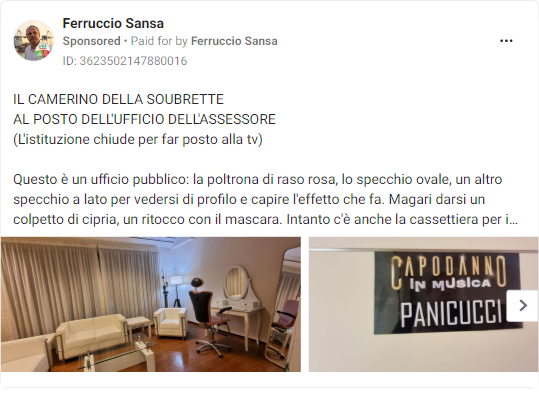 Ferruccio Sansa
Sponsored • Paid for by Ferruccio Sansa
ID: 3623502147880016
IL CAMERINO DELLA SOUBRETTE
AL POSTO DELL'UFFICIO DELL'ASSESSORE
(L'istituzione chiude per far posto alla tv)
Questo è un ufficio pubblico: la poltrona di raso rosa, lo specchio ovale, un altro
specchio a lato per vedersi di profilo e capire l'effetto che fa. Magari darsi un
colpetto di cipria, un ritocco con il mascara. Intanto c'è anche la cassettiera per i...
CAPODANNO
IN MUSICA
PANICUCCI